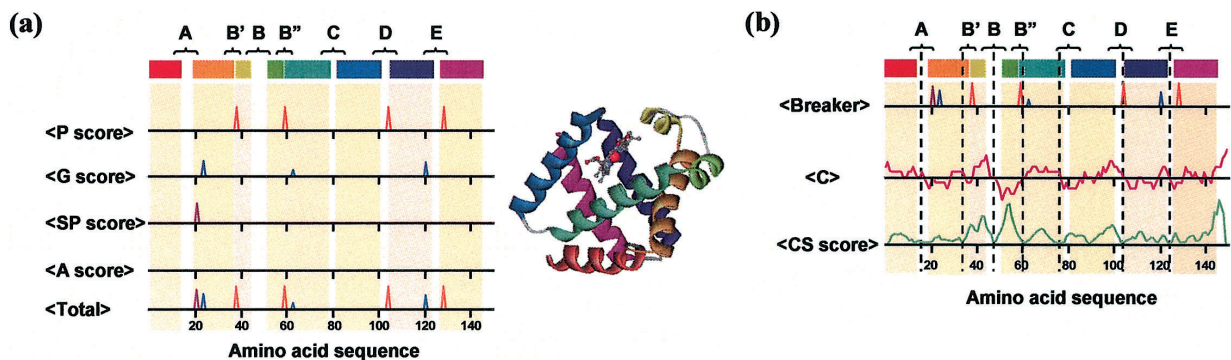 (a)
A B’ B B” C D E
<P score>
<G score>
<SP score>
<A score>
<Total>
20 40 60 80 100 120 140
Amino acid sequence
(b)
A B’ B B” C D E
<Breaker>
<C>
<CS score>
20 40 60 80 100 120 140
Amino acid sequence